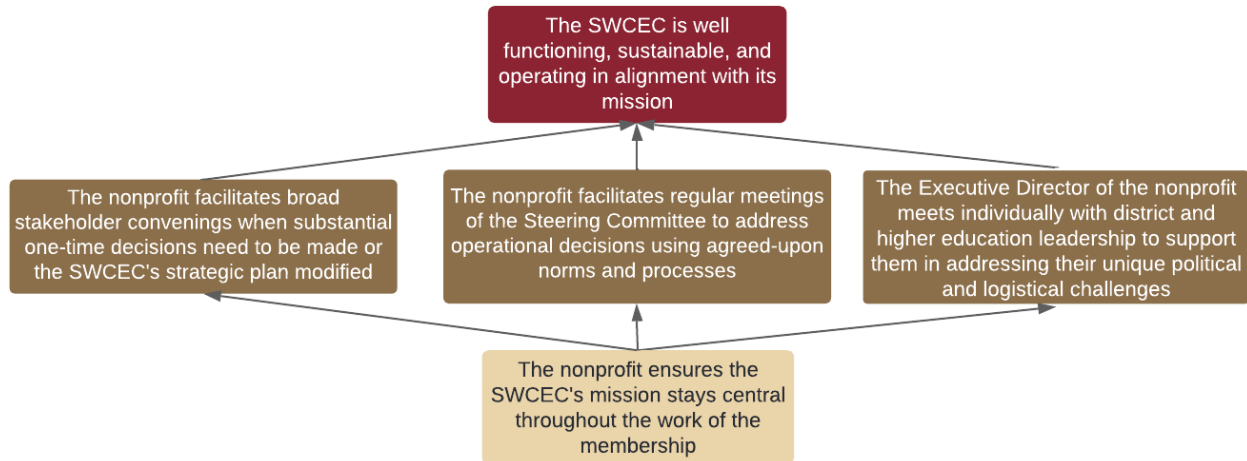 The SWCEC is well
functioning, sustainable, and
operating in alignment with its
mission
The nonprofit facilitates broad
stakeholder convenings when substantial
one-time decisions need to be made or
the SWCEC's strategic plan modified
The nonprofit facilitates regular meetings
of the Steering Committee to address
operational decisions using agreed-upon
norms and processes
The Executive Director of the nonprofit
meets individually with district and
higher education leadership to support
them in addressing their unique political
and logistical challenges
The nonprofit ensures the
SWCEC's mission stays central
throughout the work of the
membership